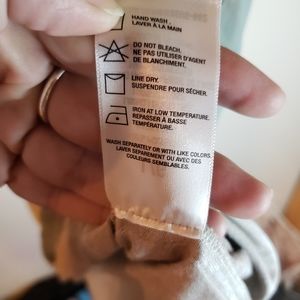 HAND WASH.
LAVER À LA MAIN
DO NOT BLEACH.
NE PAS UTILISER D'AGENT
DE BLANCHIMENT.
LINE DRY.
SUSPENDRE POUR SÉCHER.
IRON AT LOW TEMPERATURE.
REPASSER À BASSE
TEMPÉRATURE.
WASH SEPARATELY OR WITH LIKE COLORS.
LAVER SÉPARÉMENT OU AVEC DES
COULEURS SEMBLABLES.